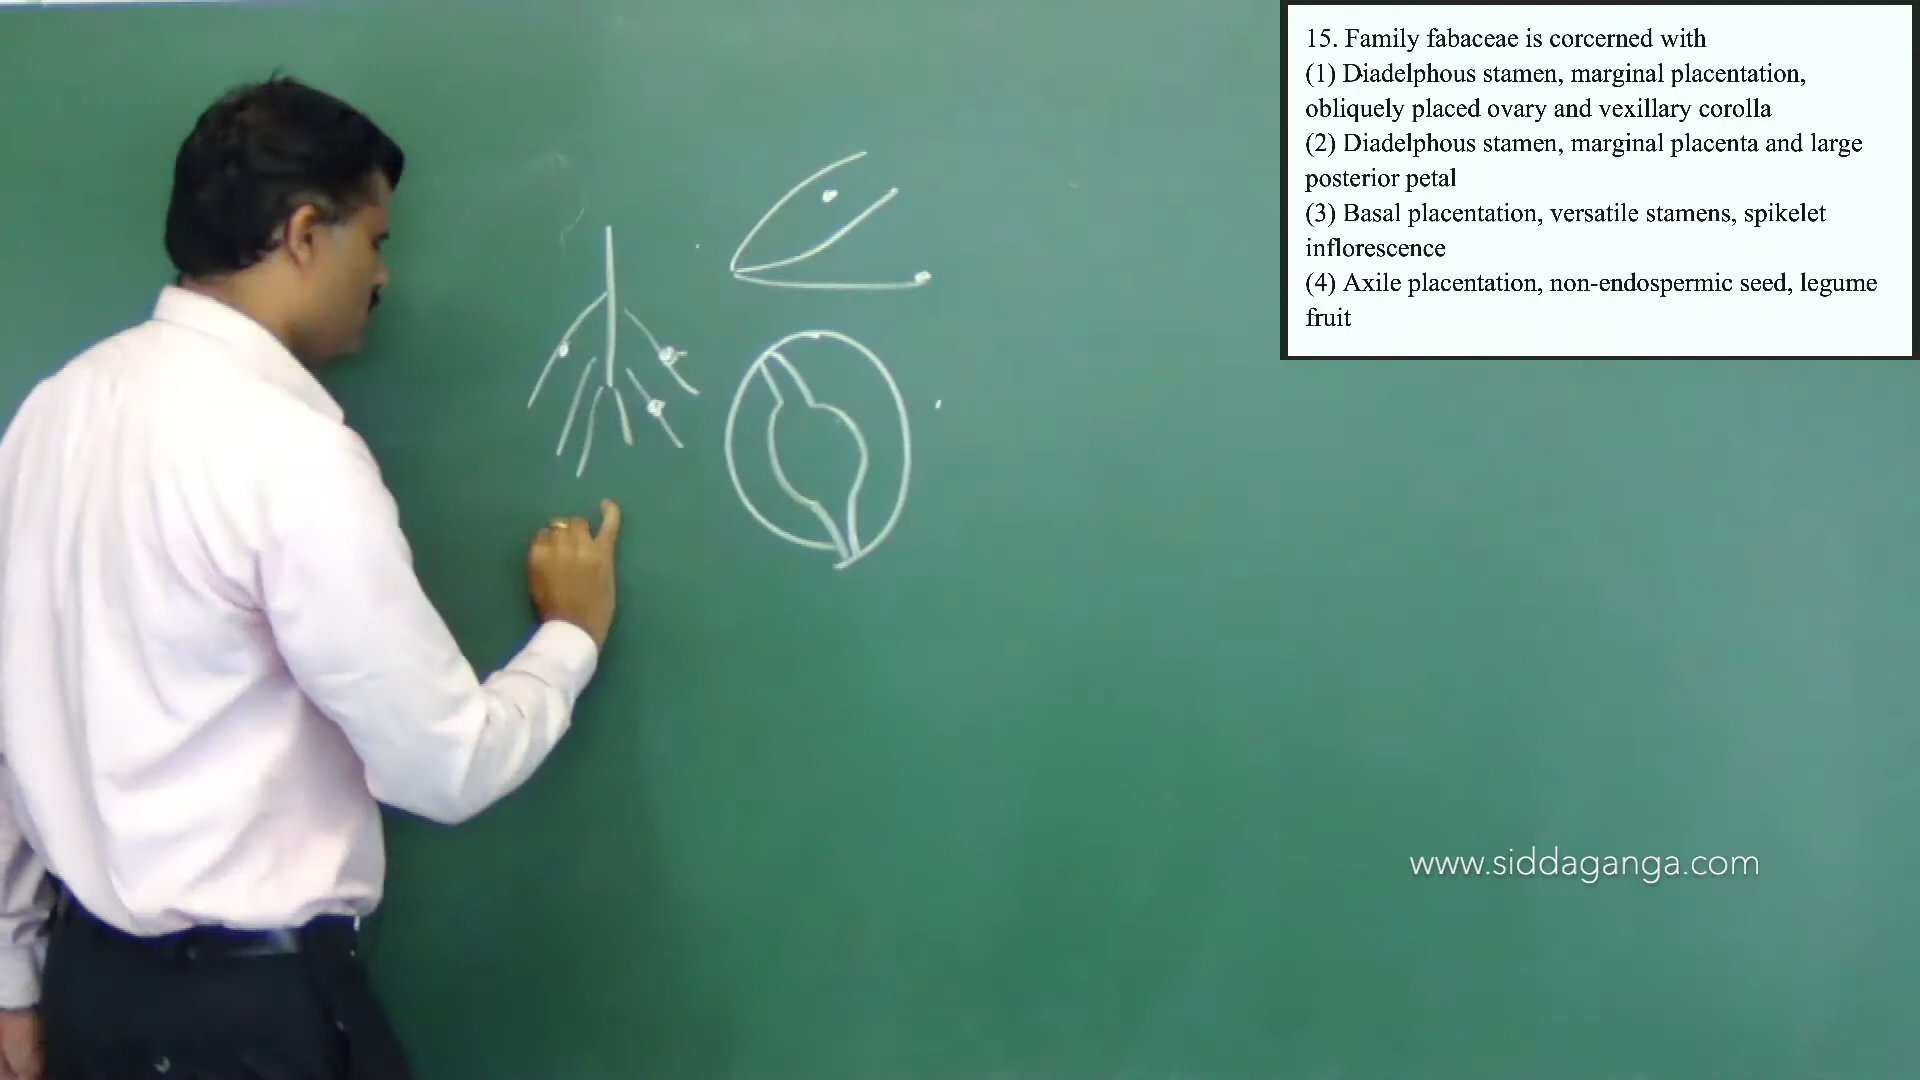 15. Family fabaceae is corcerned with
(1) Diadelphous stamen, marginal placentation,
obliquely placed ovary and vexillary corolla
(2) Diadelphous stamen, marginal placenta and large
posterior petal
(3) Basal placentation, versatile stamens, spikelet
inflorescence
(4) Axile placentation, non-endospermic seed, legume
fruit
www.siddaganga.com